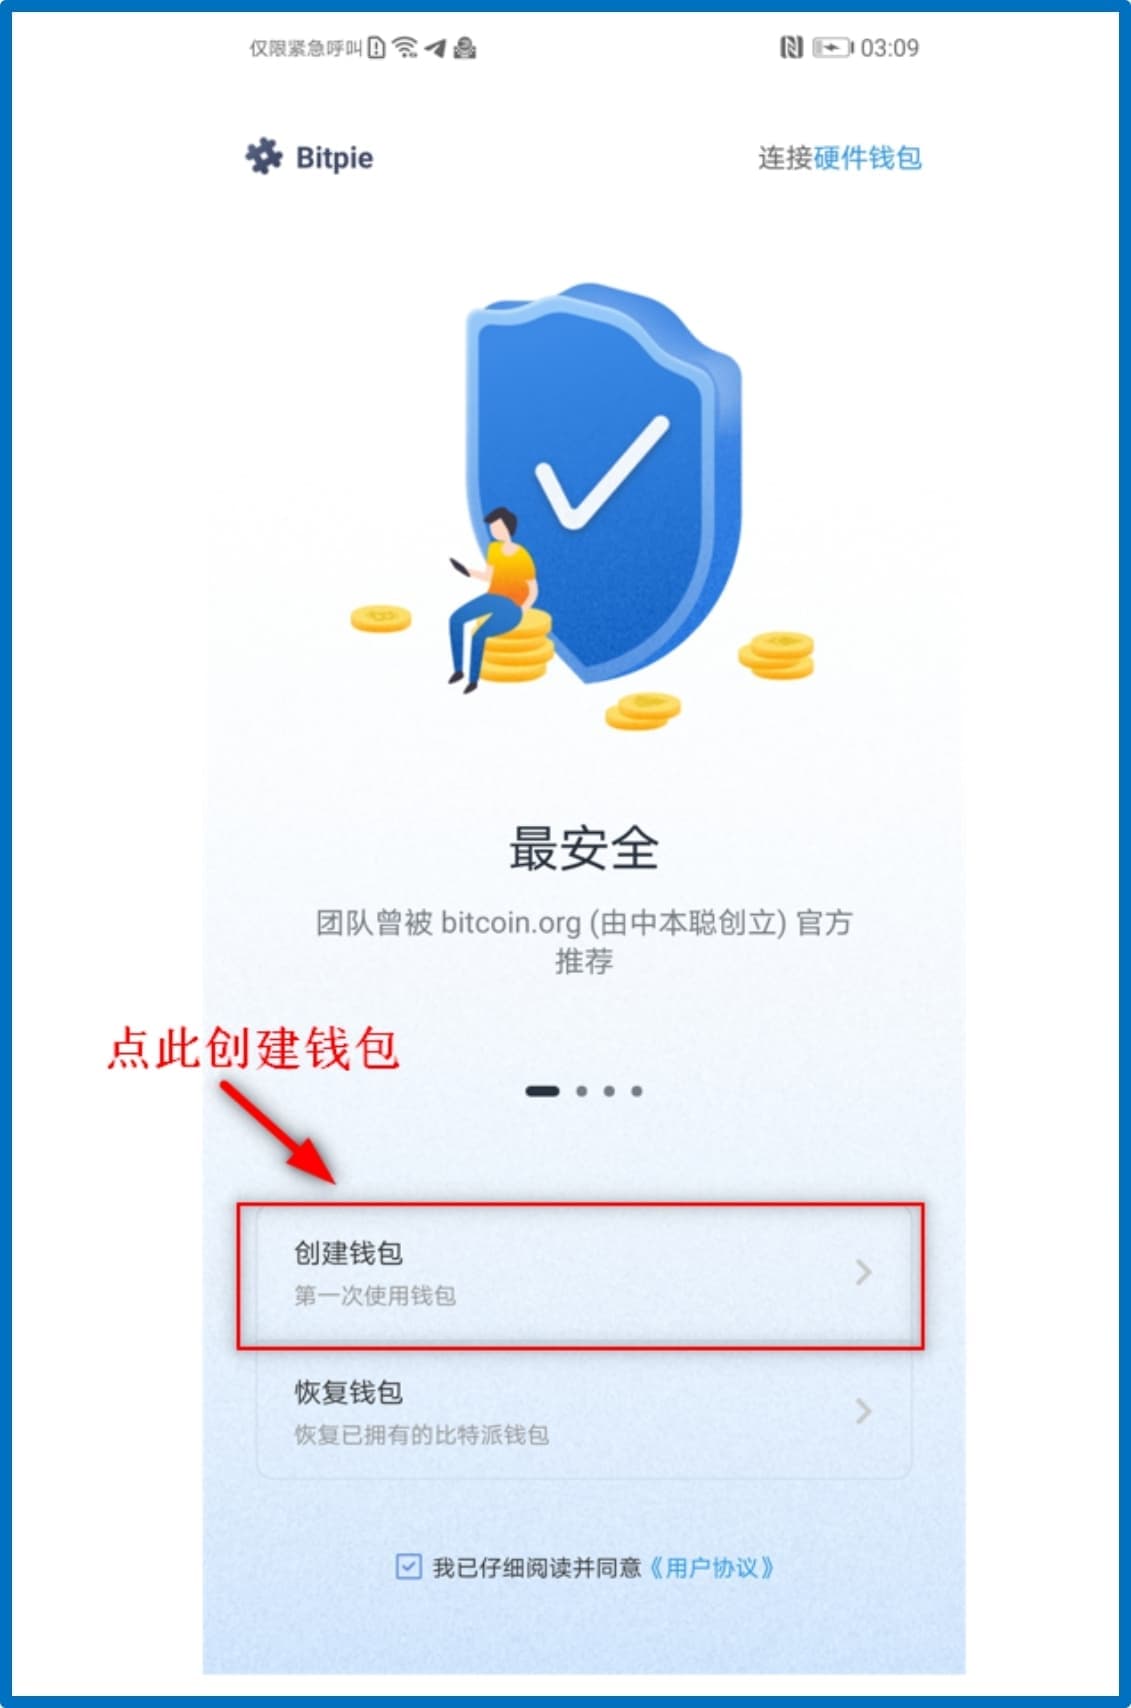 仅限紧急呼叫 03:09
Bitpie 连接硬件钱包
最安全
团队曾被 bitcoin.org (由中本聪创立) 官方
推荐
点此创建钱包
创建钱包
第一次使用钱包
恢复钱包
恢复已拥有的比特派钱包
我已仔细阅读并同意《用户协议》